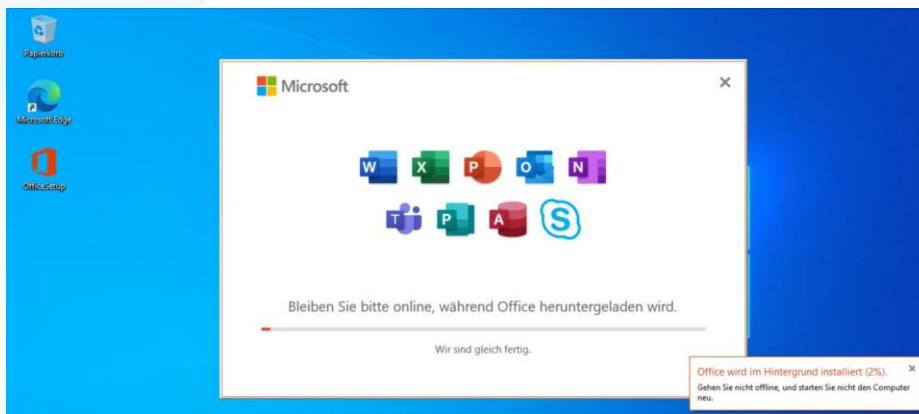 Papierkorb
Microsoft Edge
OfficeSetup
Microsoft
W X P O N
T P A S
Bleiben Sie bitte online, während Office heruntergeladen wird.
Wir sind gleich fertig.
Office wird im Hintergrund installiert (2%).
Gehen Sie nicht offline, und starten Sie nicht den Computer
neu.